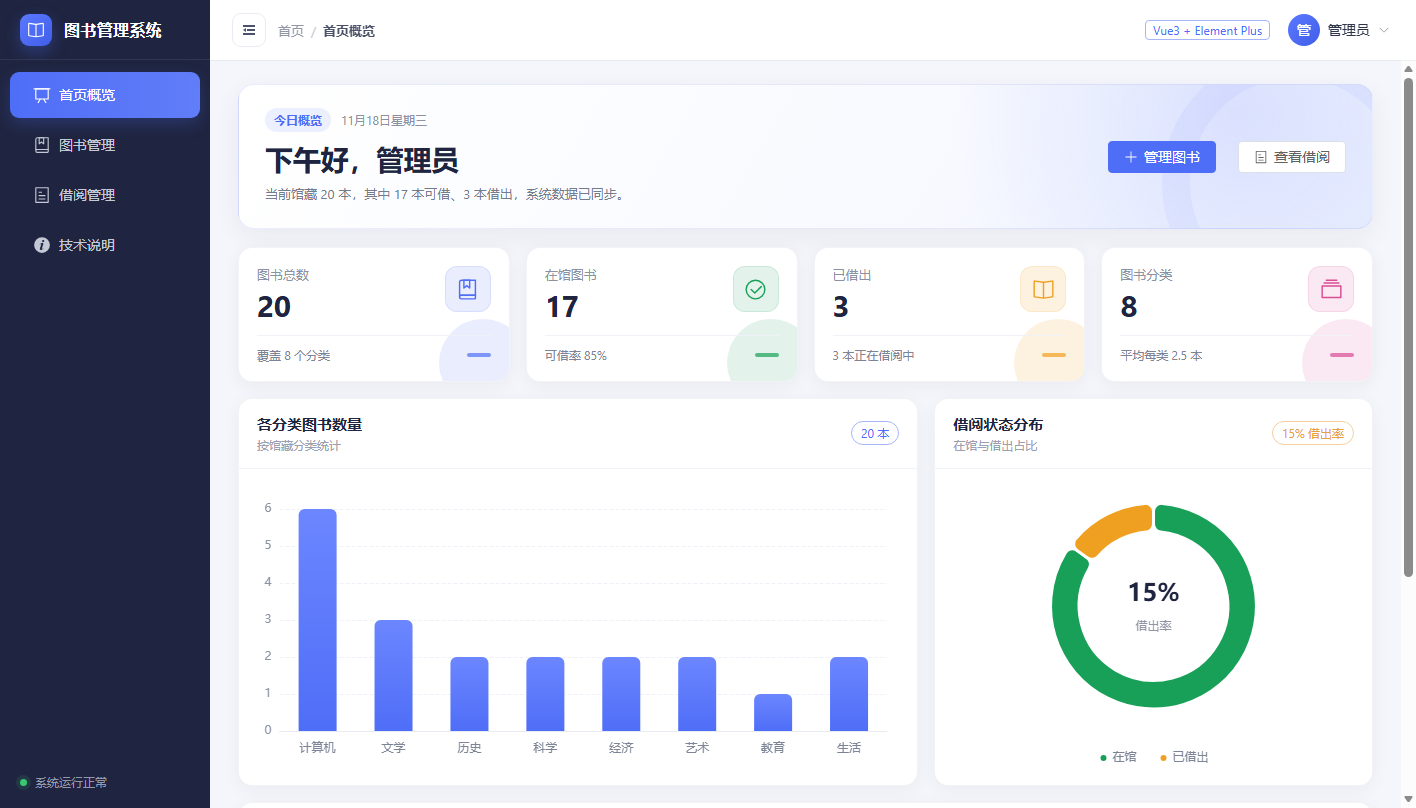 图书管理系统
首页 / 首页概览
Vue3 + Element Plus
管 管理员
首页概览
图书管理
借阅管理
技术说明
系统运行正常
今日概览 11月18日星期三
下午好，管理员
当前馆藏 20 本，其中 17 本可借、3 本借出，系统数据已同步。
管理图书
查看借阅
图书总数
20
覆盖 8 个分类
在馆图书
17
可借率 85%
已借出
3
3 本正在借阅中
图书分类
8
平均每类 2.5 本
各分类图书数量
按馆藏分类统计
20 本
6
5
4
3
2
1
0
计算机 文学 历史 科学 经济 艺术 教育 生活
借阅状态分布
在馆与借出占比
15% 借出率
15%
借出率
在馆 已借出